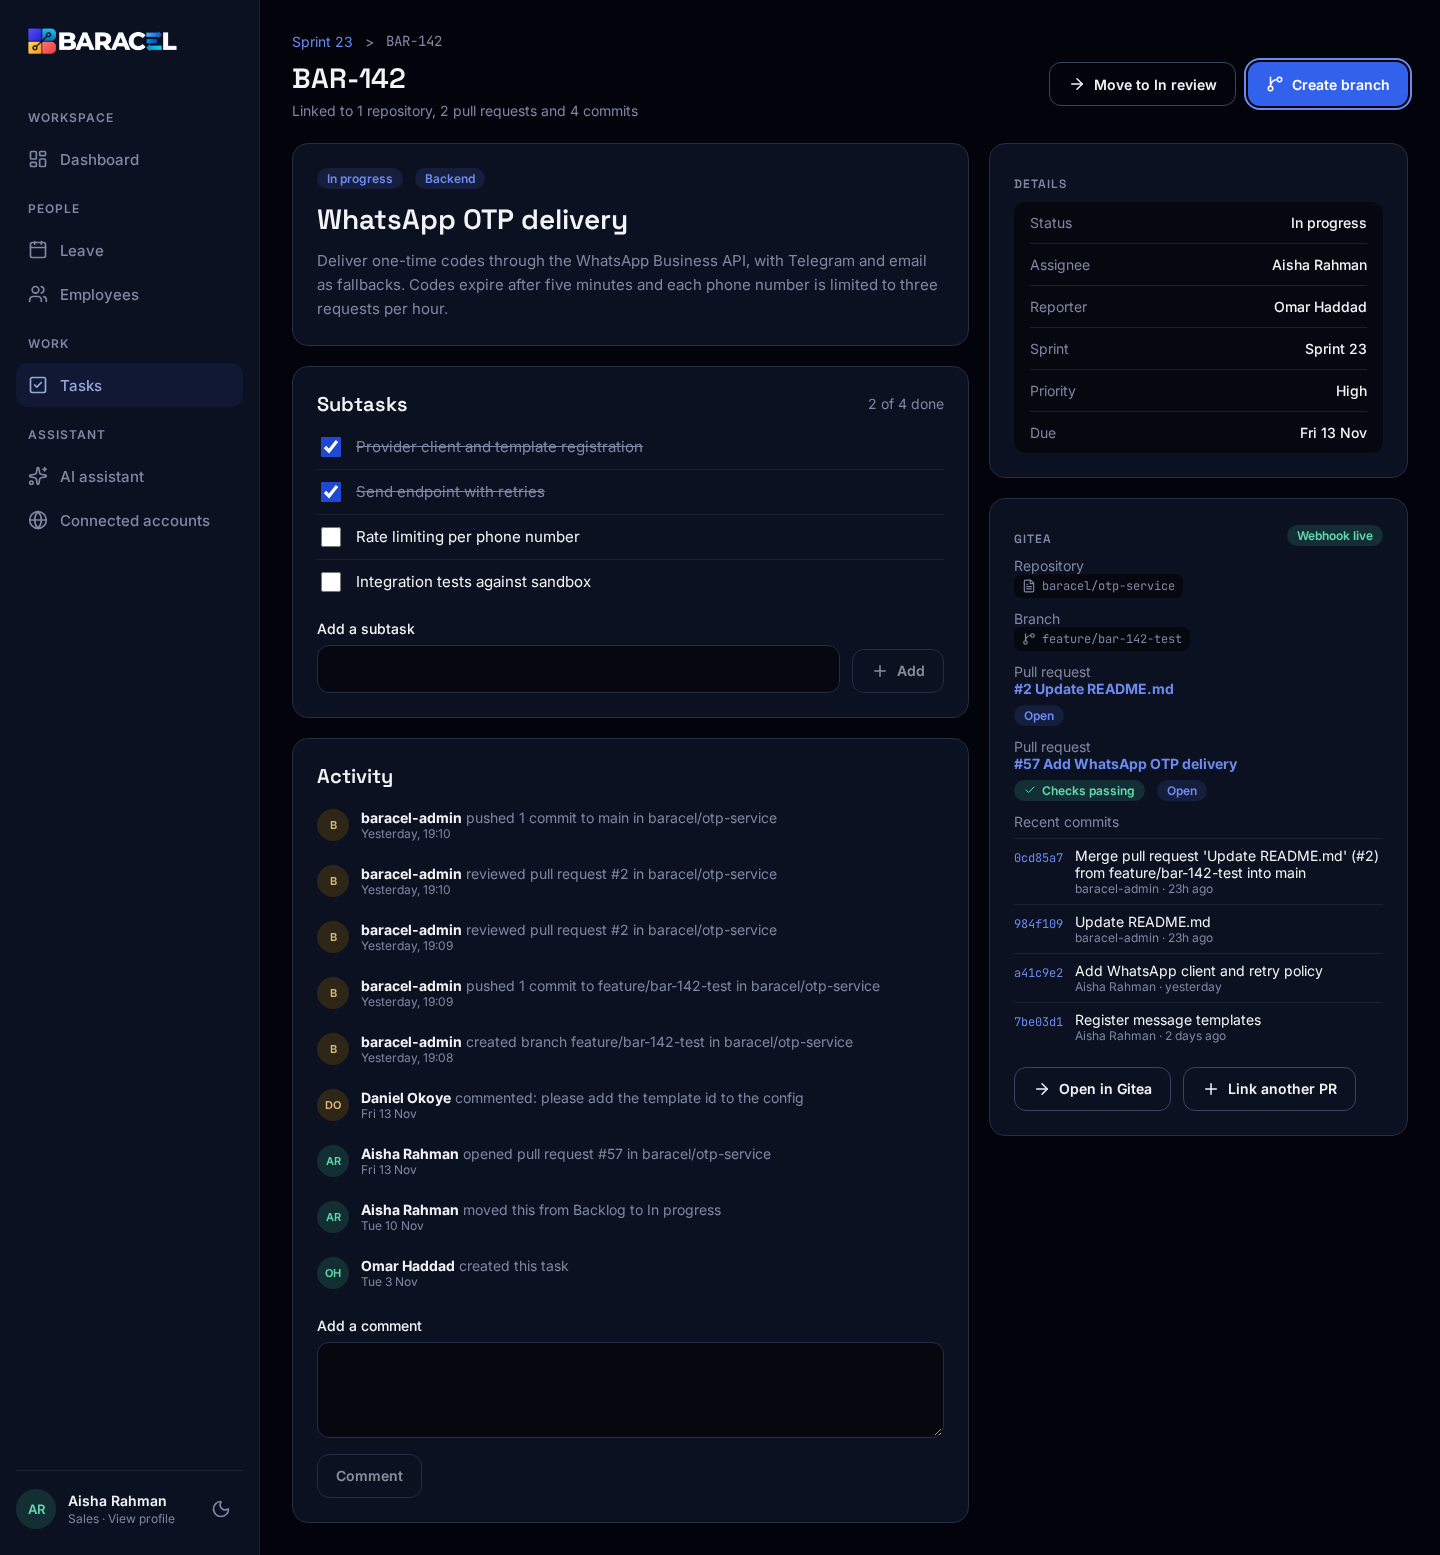 BARACEL
WORKSPACE
Dashboard
PEOPLE
Leave
Employees
WORK
Tasks
ASSISTANT
AI assistant
Connected accounts
AR
Aisha Rahman
Sales · View profile
Sprint 23 > BAR-142
BAR-142
Linked to 1 repository, 2 pull requests and 4 commits
Move to In review
Create branch
In progress
Backend
WhatsApp OTP delivery
Deliver one-time codes through the WhatsApp Business API, with Telegram and email
as fallbacks. Codes expire after five minutes and each phone number is limited to three
requests per hour.
Subtasks
2 of 4 done
Provider client and template registration
Send endpoint with retries
Rate limiting per phone number
Integration tests against sandbox
Add a subtask
Add
Activity
B
baracel-admin pushed 1 commit to main in baracel/otp-service
Yesterday, 19:10
B
baracel-admin reviewed pull request #2 in baracel/otp-service
Yesterday, 19:10
B
baracel-admin reviewed pull request #2 in baracel/otp-service
Yesterday, 19:09
B
baracel-admin pushed 1 commit to feature/bar-142-test in baracel/otp-service
Yesterday, 19:09
B
baracel-admin created branch feature/bar-142-test in baracel/otp-service
Yesterday, 19:08
DO
Daniel Okoye commented: please add the template id to the config
Fri 13 Nov
AR
Aisha Rahman opened pull request #57 in baracel/otp-service
Fri 13 Nov
AR
Aisha Rahman moved this from Backlog to In progress
Tue 10 Nov
OH
Omar Haddad created this task
Tue 3 Nov
Add a comment
Comment
DETAILS
Status In progress
Assignee Aisha Rahman
Reporter Omar Haddad
Sprint Sprint 23
Priority High
Due Fri 13 Nov
GITEA
Webhook live
Repository
baracel/otp-service
Branch
feature/bar-142-test
Pull request
#2 Update README.md
Open
Pull request
#57 Add WhatsApp OTP delivery
Checks passing
Open
Recent commits
0cd85a7 Merge pull request 'Update README.md' (#2)
from feature/bar-142-test into main
baracel-admin · 23h ago
984f109 Update README.md
baracel-admin · 23h ago
a41c9e2 Add WhatsApp client and retry policy
Aisha Rahman · yesterday
7be03d1 Register message templates
Aisha Rahman · 2 days ago
Open in Gitea
Link another PR